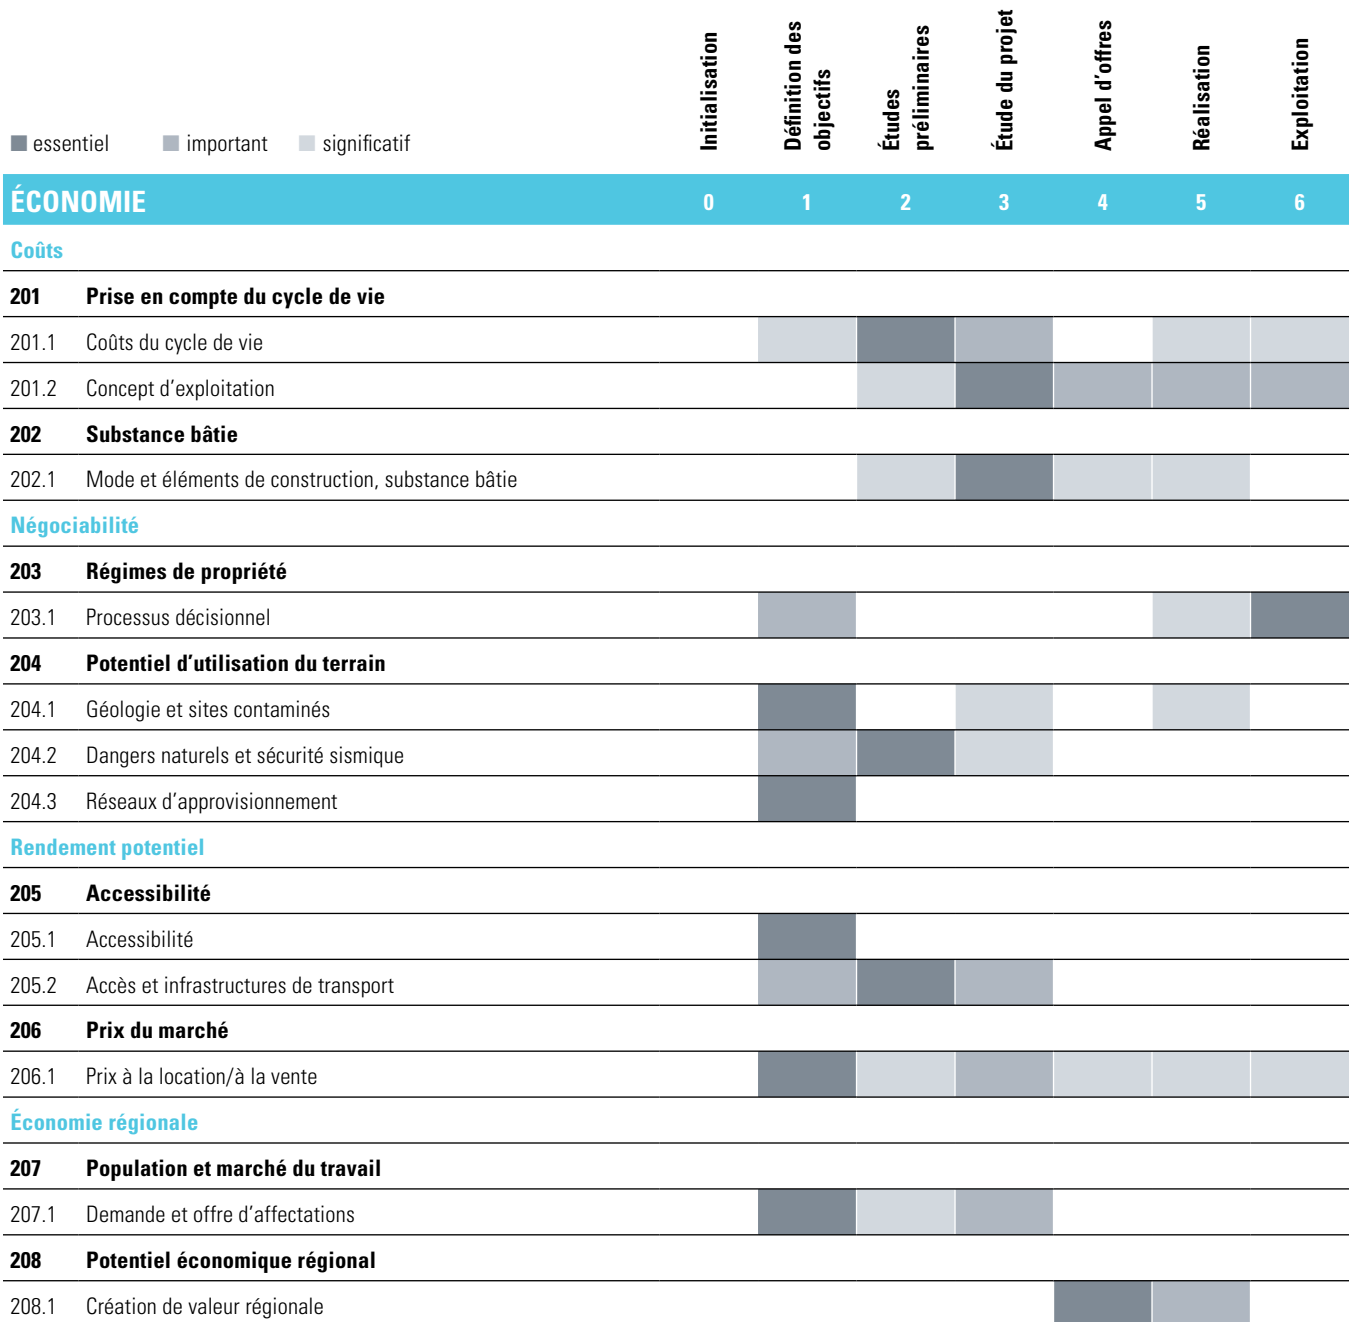 Initialisation
Définition des
objectifs
Études
préliminaires
Étude du projet
Appel d’offres
Réalisation
Exploitation
essentiel important significatif
ÉCONOMIE 0 1 2 3 4 5 6
Coûts
201 Prise en compte du cycle de vie
201.1 Coûts du cycle de vie
201.2 Concept d’exploitation
202 Substance bâtie
202.1 Mode et éléments de construction, substance bâtie
Négociabilité
203 Régimes de propriété
203.1 Processus décisionnel
204 Potentiel d’utilisation du terrain
204.1 Géologie et sites contaminés
204.2 Dangers naturels et sécurité sismique
204.3 Réseaux d’approvisionnement
Rendement potentiel
205 Accessibilité
205.1 Accessibilité
205.2 Accès et infrastructures de transport
206 Prix du marché
206.1 Prix à la location/à la vente
Économie régionale
207 Population et marché du travail
207.1 Demande et offre d’affectations
208 Potentiel économique régional
208.1 Création de valeur régionale